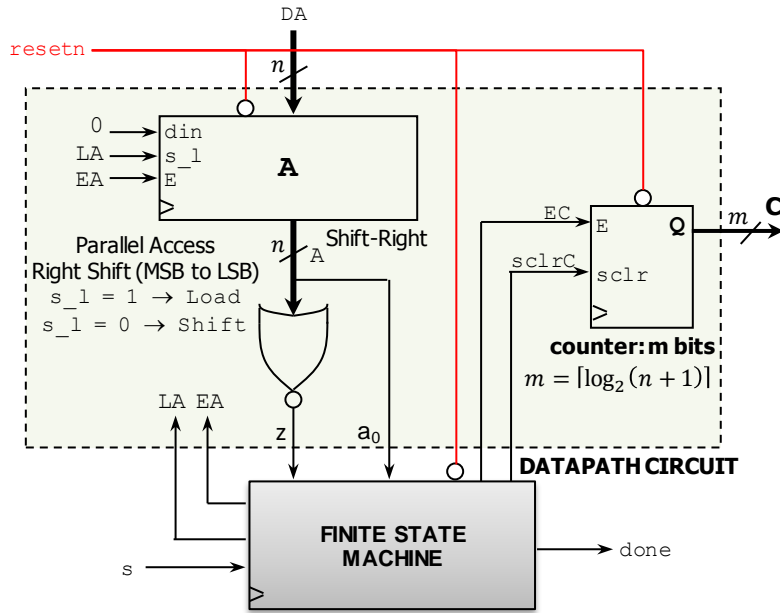 DA
resetn
n
0
din
LA
s_l
A
EA
E
C
EC
E
Q
m
n
A
Shift-Right
Parallel Access
Right Shift (MSB to LSB)
s_l = 1 → Load
s_l = 0 → Shift
sclrC
sclr
counter: m bits
m = ⌈log₂(n + 1)⌉
LA EA
z
a₀
DATAPATH CIRCUIT
FINITE STATE
MACHINE
done
s